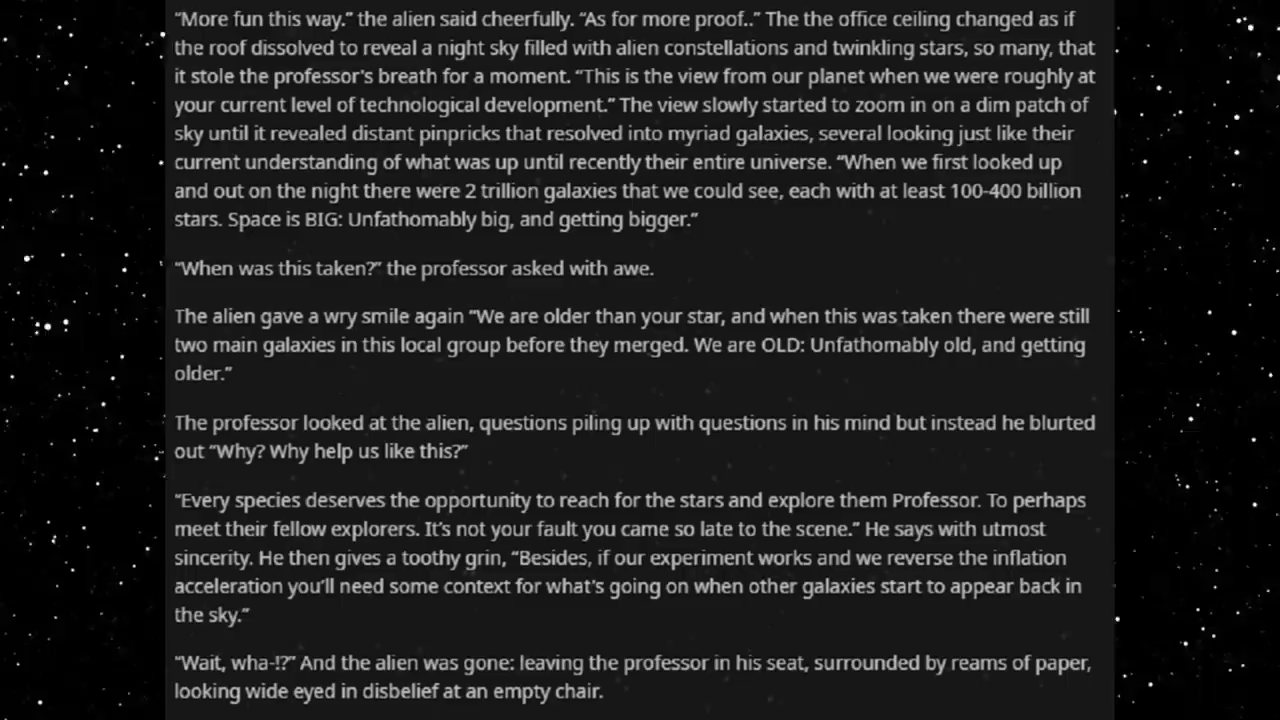 “More fun this way.” the alien said cheerfully. “As for more proof..” The the office ceiling changed as if
the roof dissolved to reveal a night sky filled with alien constellations and twinkling stars, so many, that
it stole the professor's breath for a moment. “This is the view from our planet when we were roughly at
your current level of technological development.” The view slowly started to zoom in on a dim patch of
sky until it revealed distant pinpricks that resolved into myriad galaxies, several looking just like their
current understanding of what was up until recently their entire universe. “When we first looked up
and out on the night there were 2 trillion galaxies that we could see, each with at least 100-400 billion
stars. Space is BIG: Unfathomably big, and getting bigger.”
“When was this taken?” the professor asked with awe.
The alien gave a wry smile again “We are older than your star, and when this was taken there were still
two main galaxies in this local group before they merged. We are OLD: Unfathomably old, and getting
older.”
The professor looked at the alien, questions piling up with questions in his mind but instead he blurted
out “Why? Why help us like this?”
“Every species deserves the opportunity to reach for the stars and explore them Professor. To perhaps
meet their fellow explorers. It’s not your fault you came so late to the scene.” He says with utmost
sincerity. He then gives a toothy grin, “Besides, if our experiment works and we reverse the inflation
acceleration you’ll need some context for what's going on when other galaxies start to appear back in
the sky.”
“Wait, wha-!?” And the alien was gone: leaving the professor in his seat, surrounded by reams of paper,
looking wide eyed in disbelief at an empty chair.